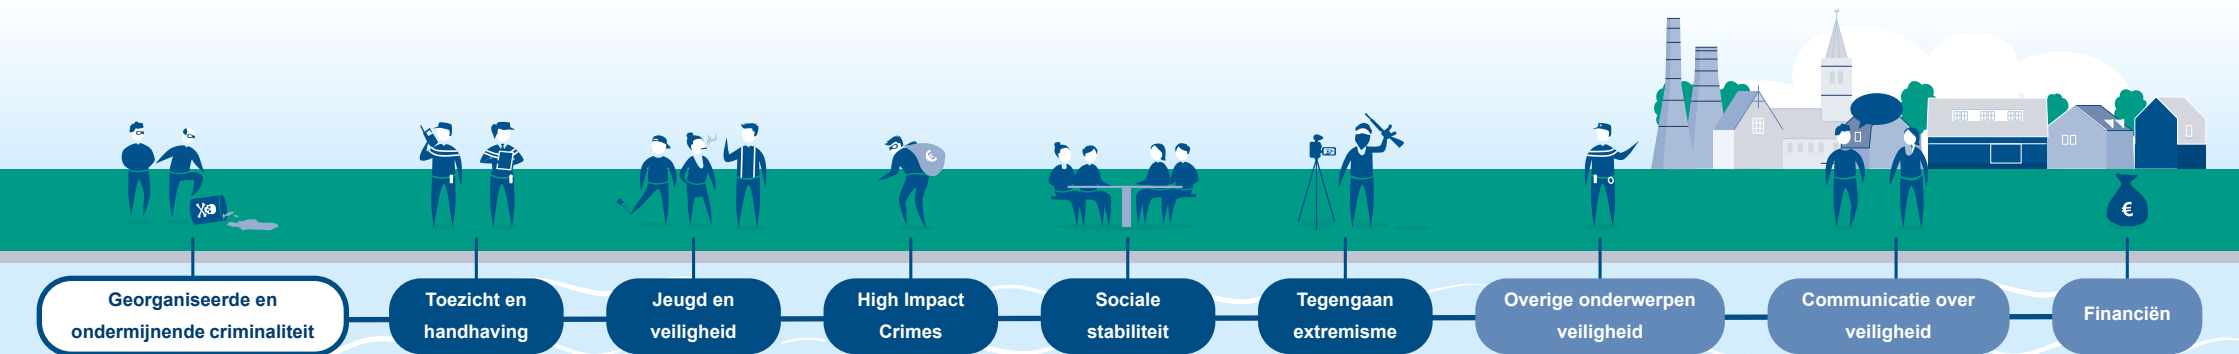 €
€
Georganiseerde en
ondermijnende criminaliteit
Toezicht en
handhaving
Jeugd en
veiligheid
High Impact
Crimes
Sociale
stabiliteit
Tegengaan
extremisme
Overige onderwerpen
veiligheid
Communicatie over
veiligheid
Financiën